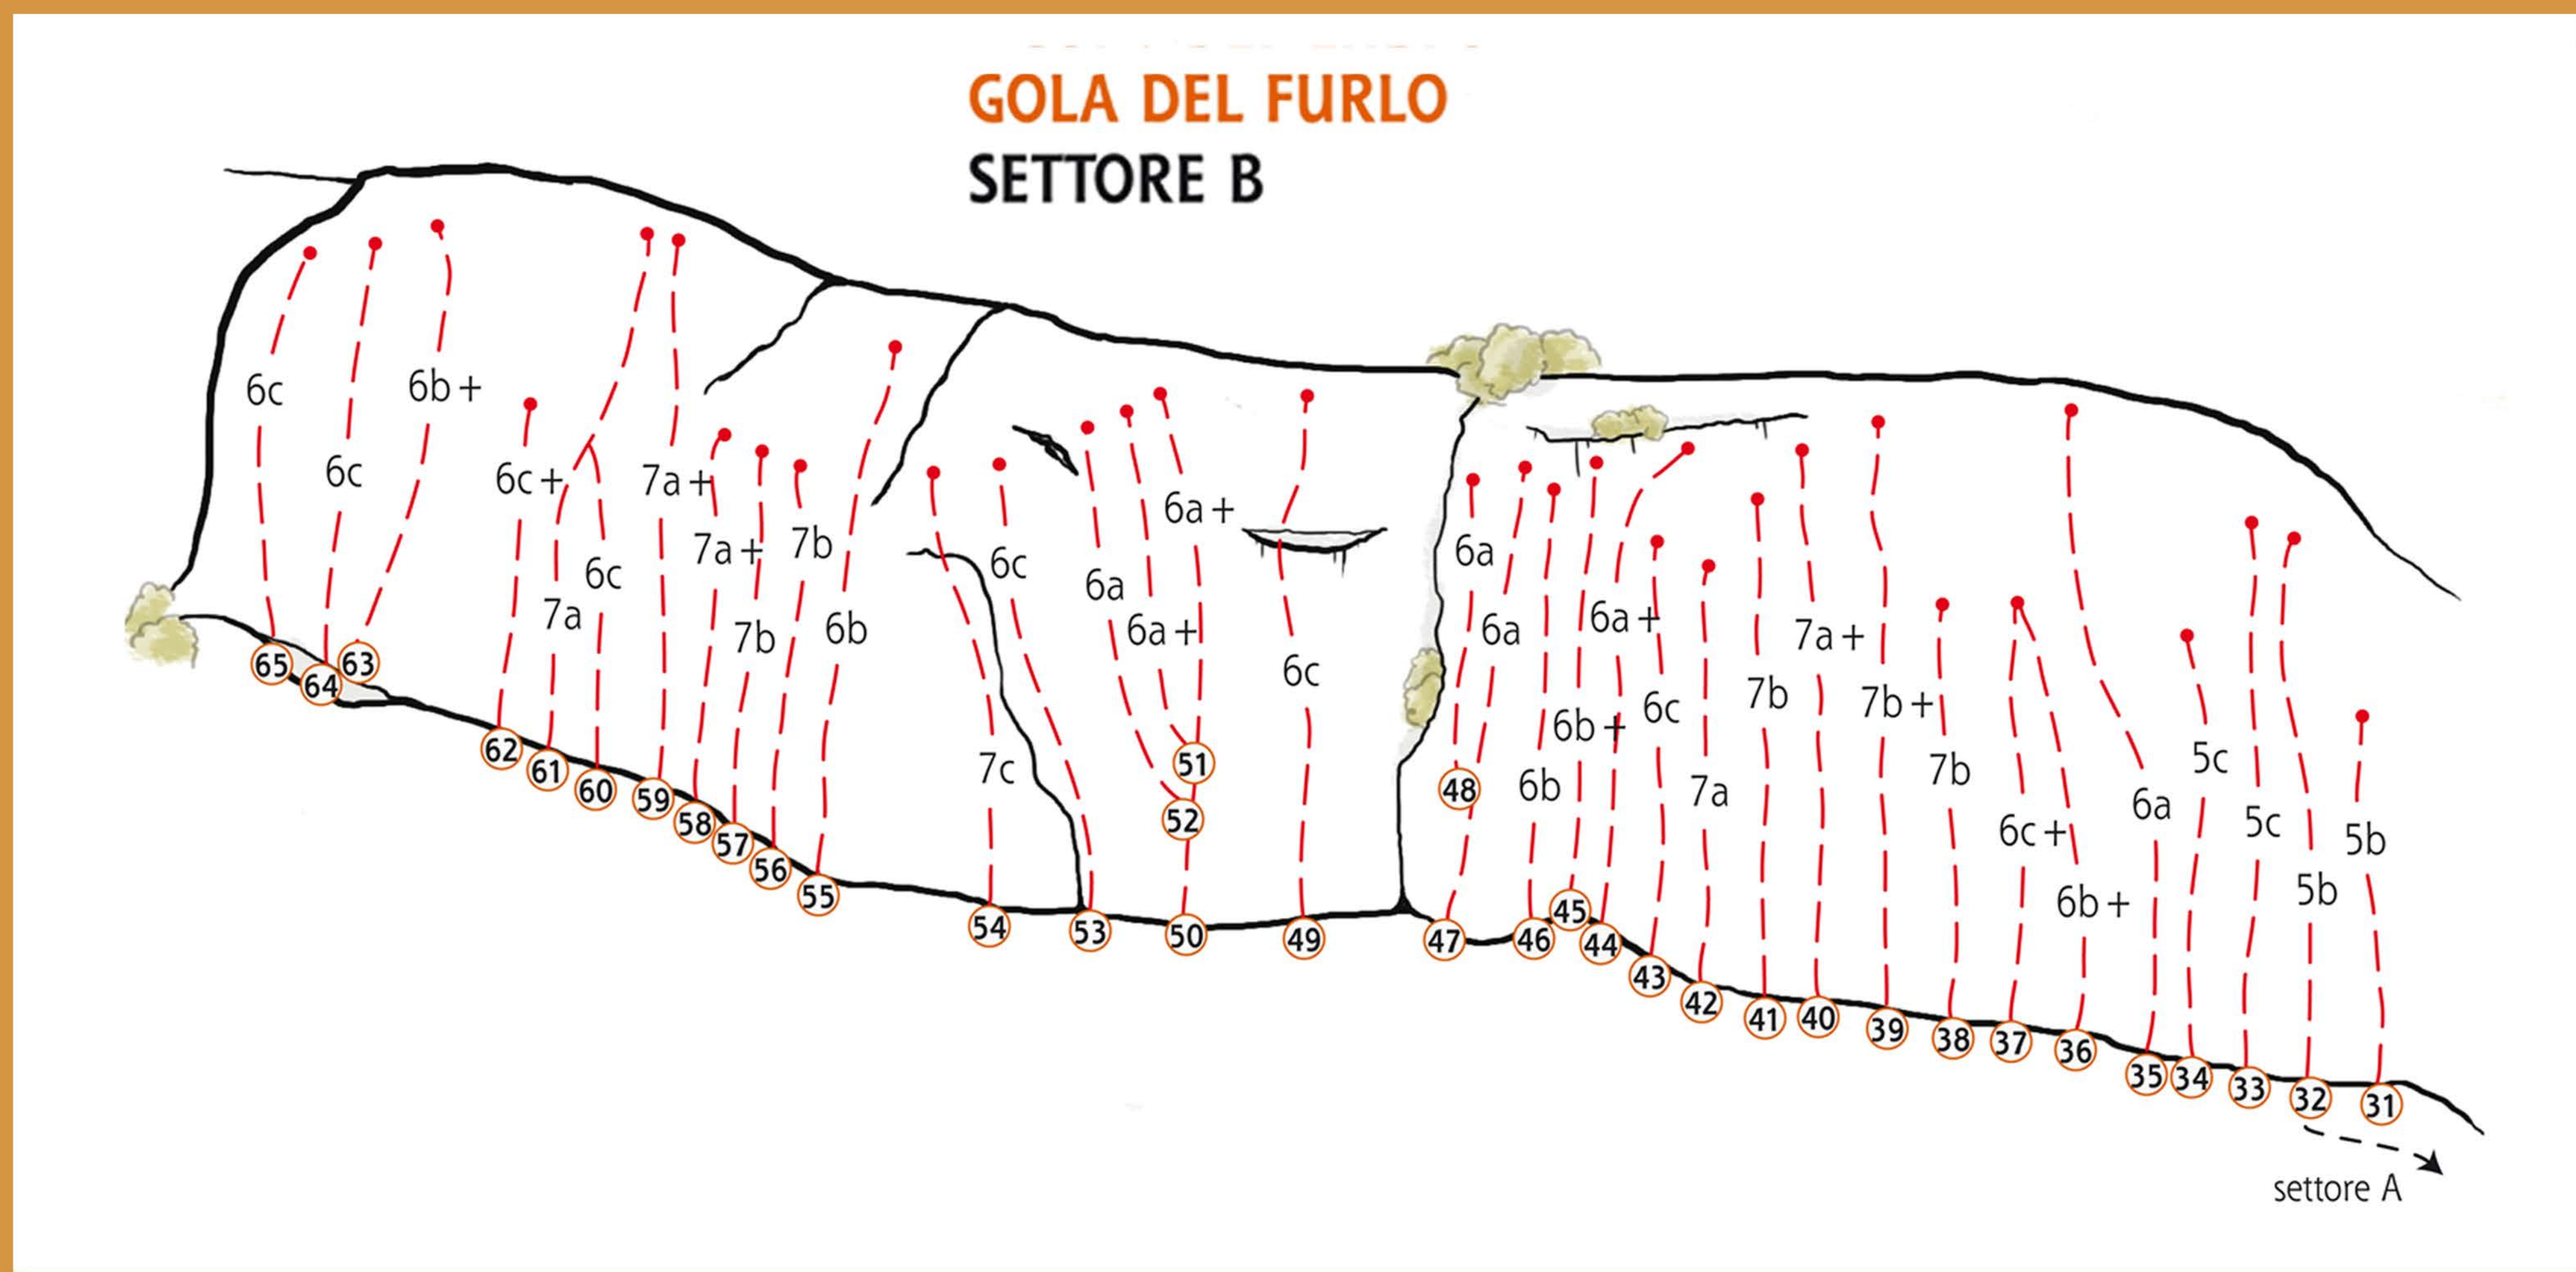 GOLA DEL FURLO
SETTORE B
6c
6c
6b+
6c+
7a
6c
7a+
7a+
7b
7b
6b
7c
6c
6a
6a+
6a+
6c
6a
6a
6b
6b+
6a+
6c
7a
7b
7a+
7b+
7b
6c+
6b+
6a
5c
5c
5b
5b
65
64
63
62
61
60
59
58
57
56
55
54
53
52
51
50
49
48
47
46
45
44
43
42
41
40
39
38
37
36
35
34
33
32
31
settore A